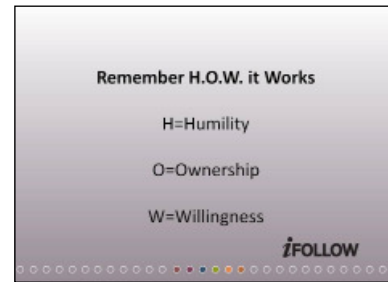 Remember H.O.W. it Works
H=Humility
O=Ownership
W=Willingness
iFOLLOW